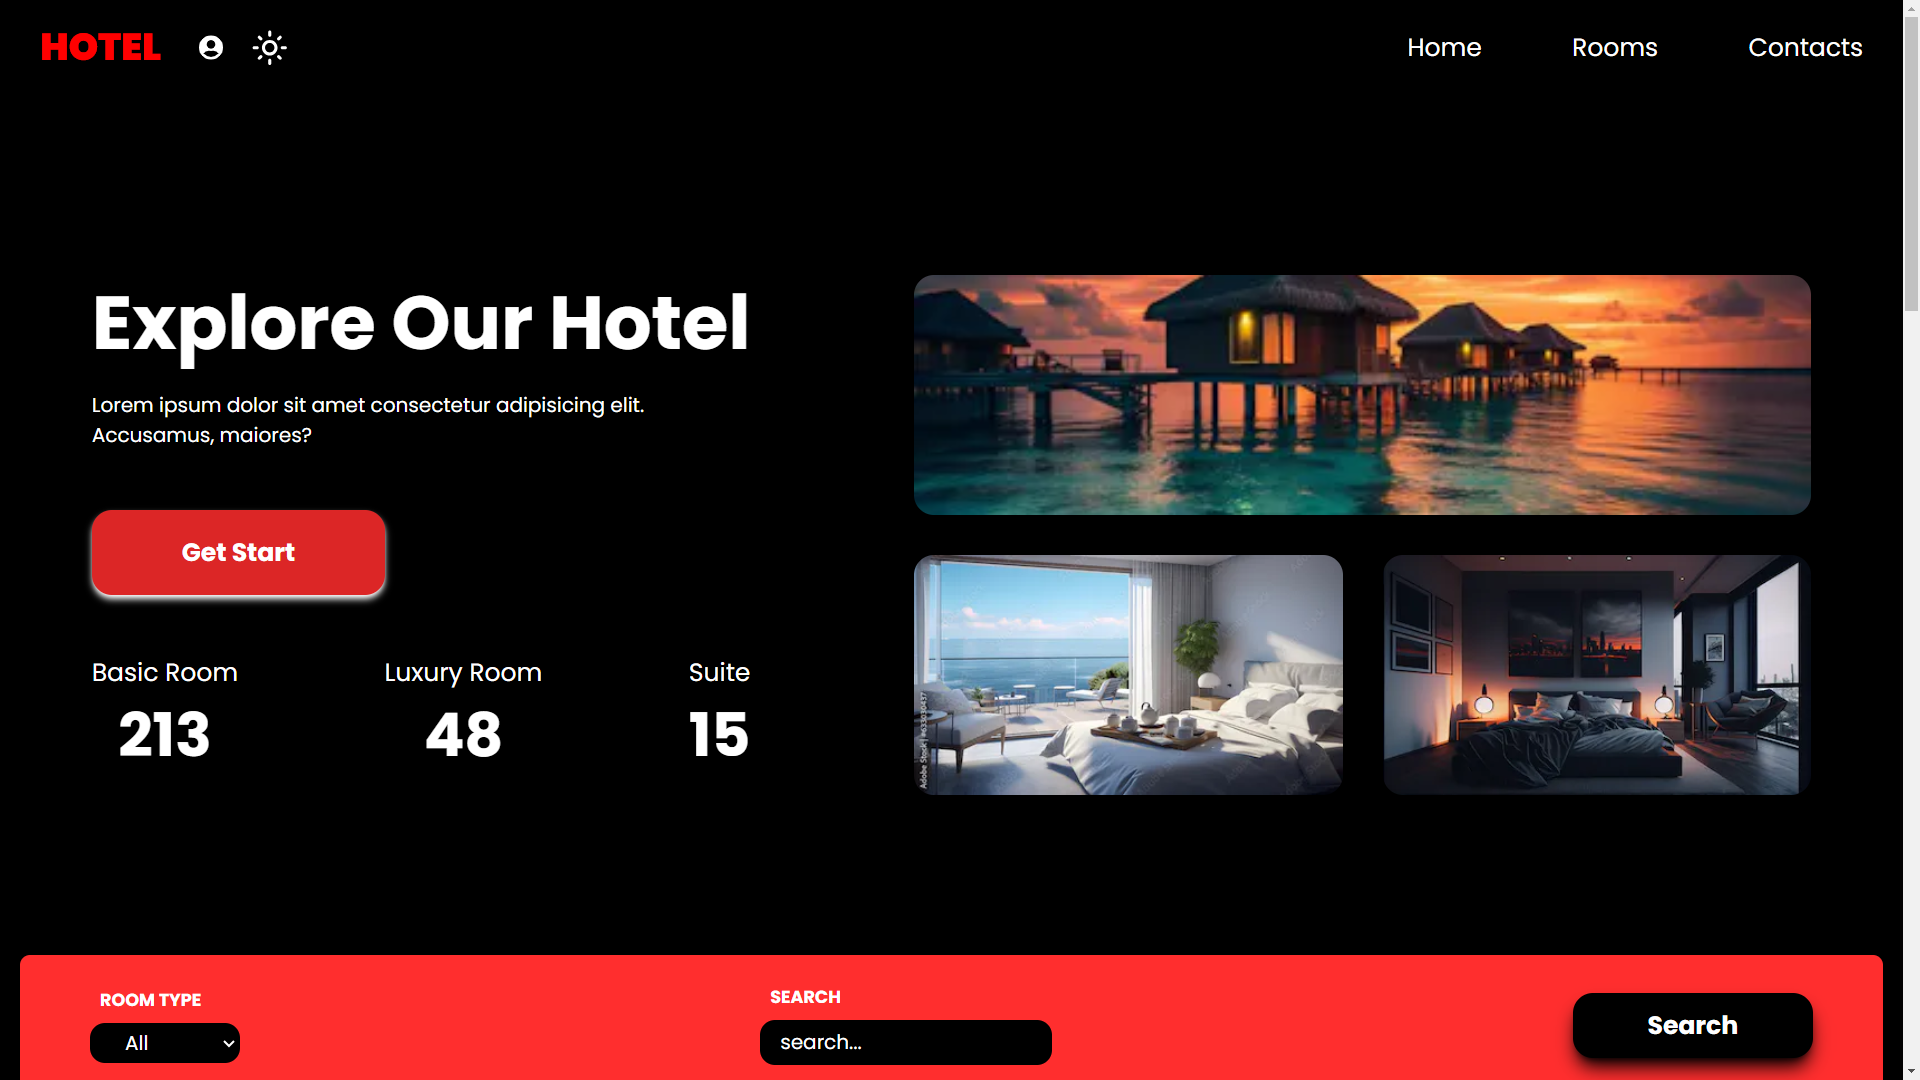 HOTEL
Home
Rooms
Contacts
Explore Our Hotel
Lorem ipsum dolor sit amet consectetur adipisicing elit.
Accusamus, maiores?
Get Start
Basic Room
Luxury Room
Suite
213
48
15
ROOM TYPE
All
SEARCH
search...
Search